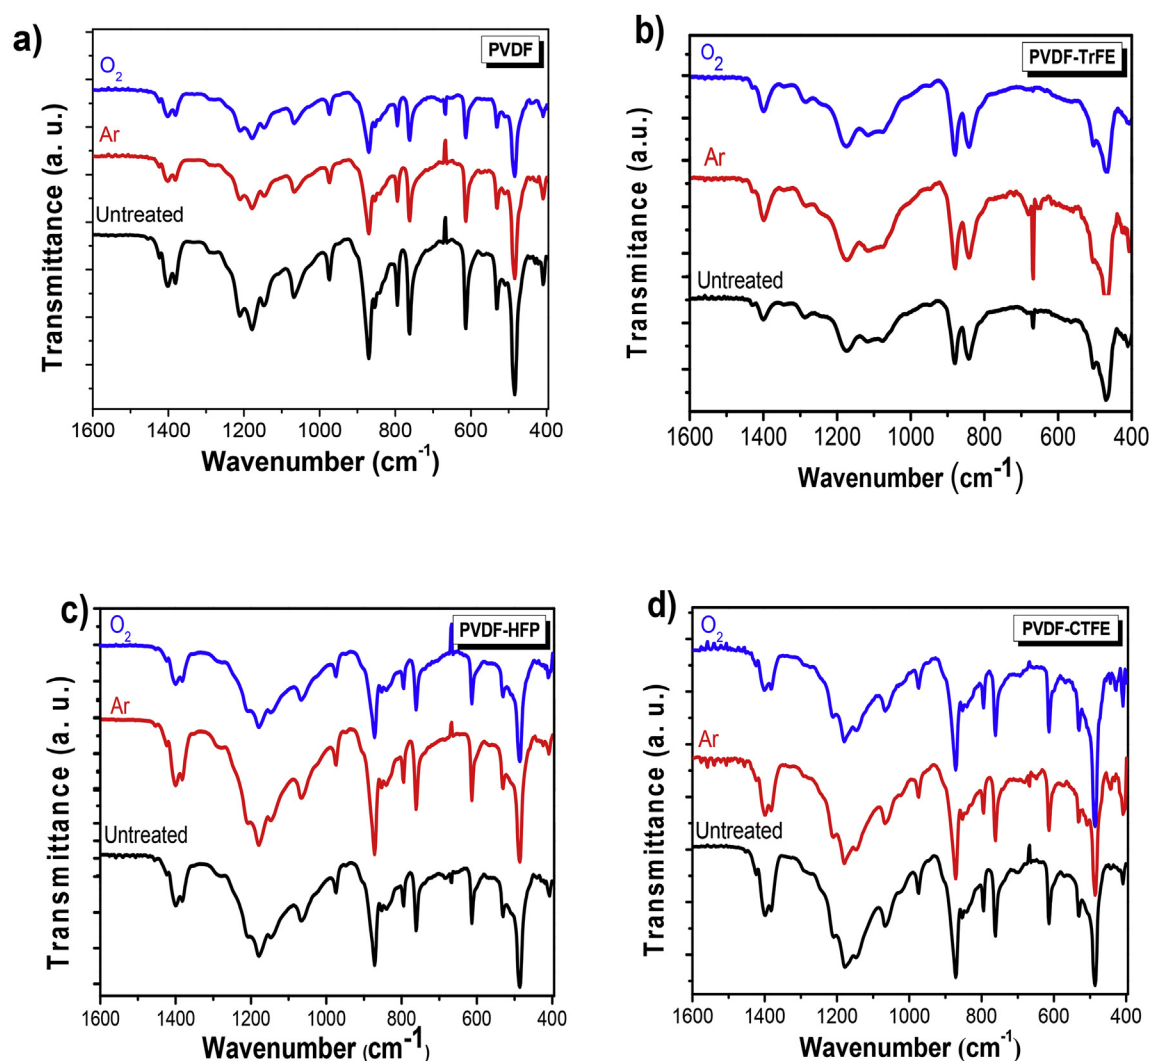 a)
PVDF
O2
Ar
Untreated
Transmittance (a. u.)
1600 1400 1200 1000 800 600 400
Wavenumber (cm-1)
b)
PVDF-TrFE
O2
Ar
Untreated
Transmitance (a.u.)
1600 1400 1200 1000 800 600 400
Wavenumber (cm-1)
c)
PVDF-HFP
O2
Ar
Untreated
Transmittance (a. u.)
1600 1400 1200 1000 800 600 400
Wavenumber (cm-1)
d)
PVDF-CTFE
O2
Ar
Untreated
Transmittance (a. u.)
1600 1400 1200 1000 800 600 400
Wavenumber (cm-1)